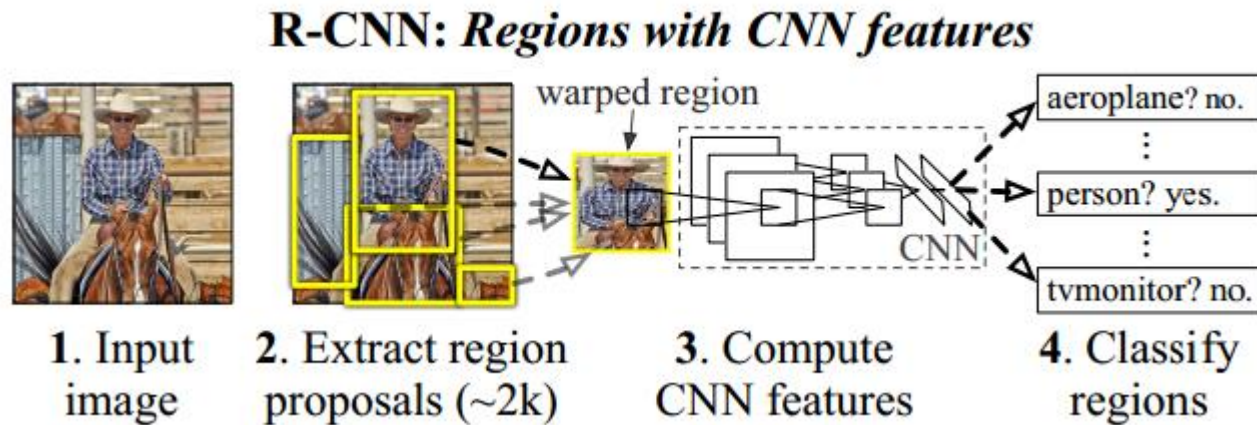 R-CNN: Regions with CNN features
warped region
aeroplane? no.
⋮
person? yes.
⋮
tvmonitor? no.
CNN
1. Input
image
2. Extract region
proposals (~2k)
3. Compute
CNN features
4. Classify
regions